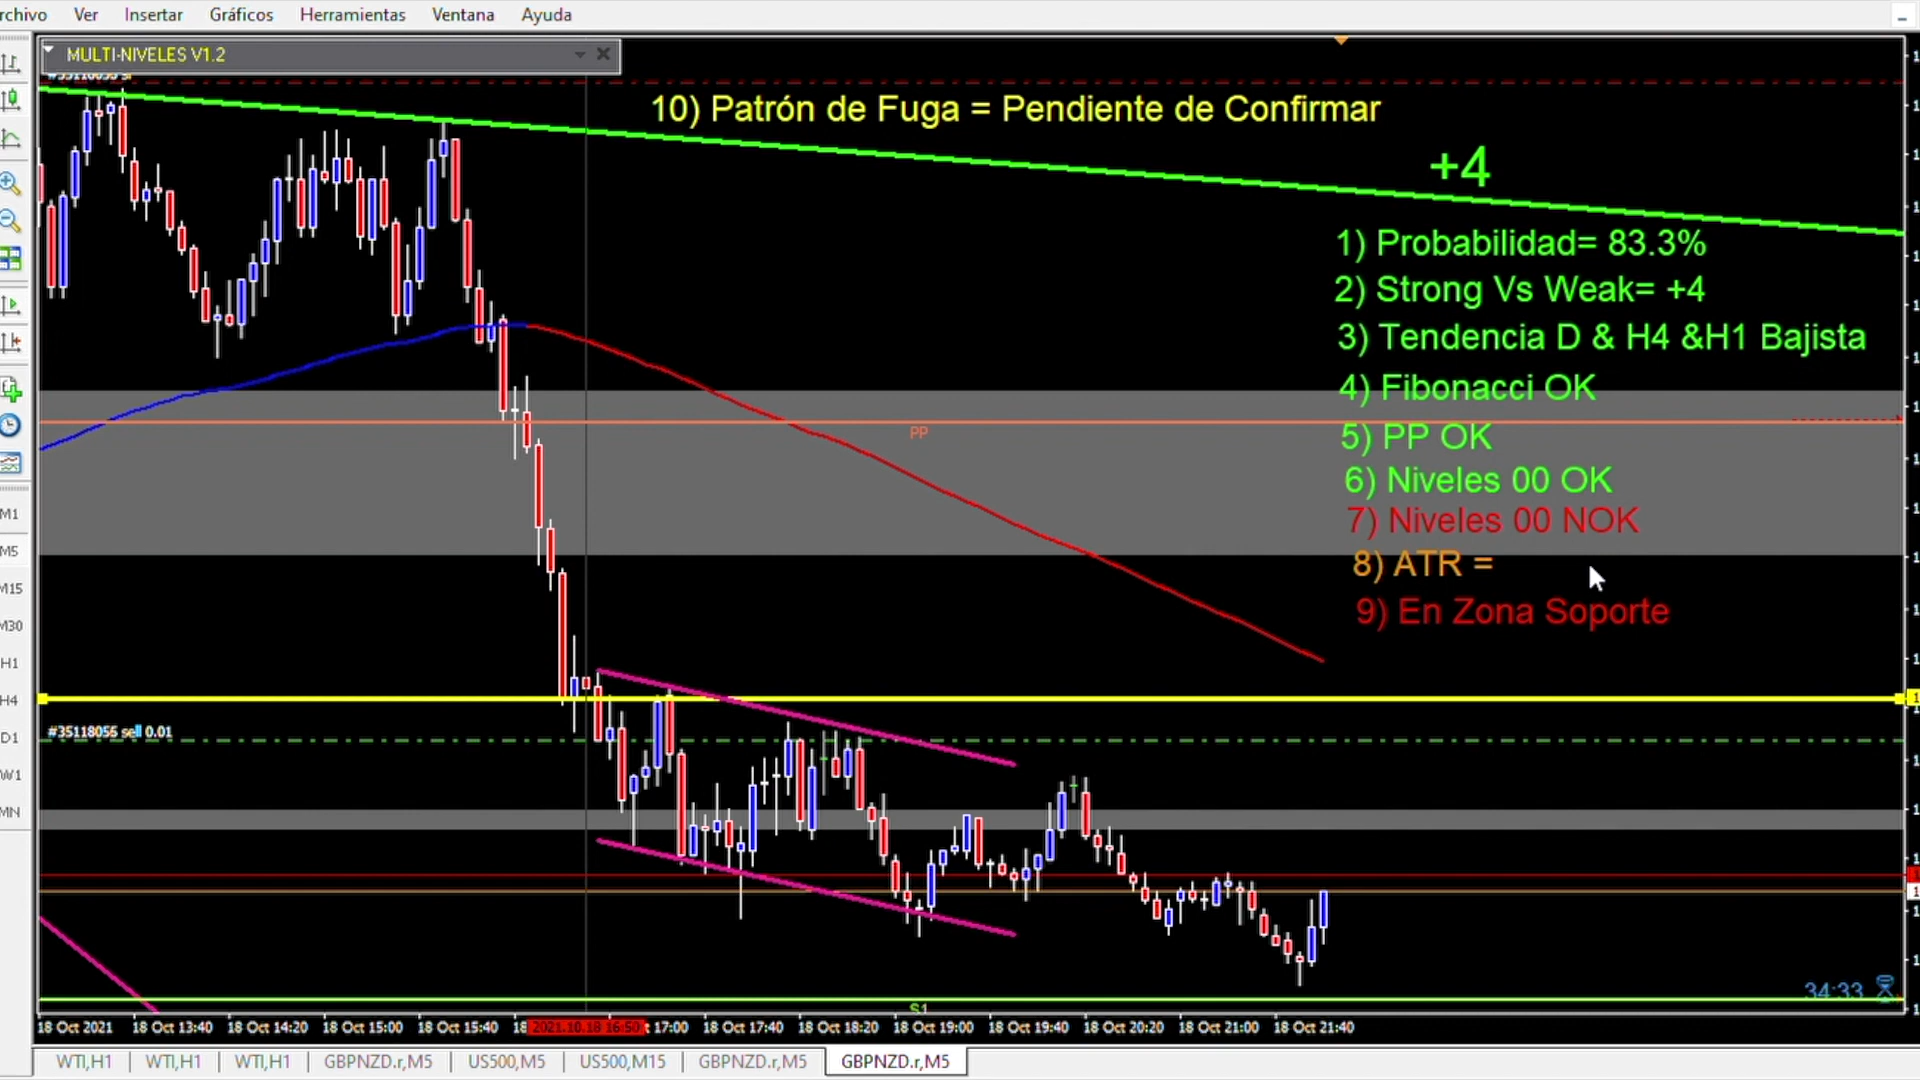 rchivo Ver Insertar Gráficos Herramientas Ventana Ayuda
MULTI-NIVELES V1.2
10) Patrón de Fuga = Pendiente de Confirmar
+4
1) Probabilidad= 83.3%
2) Strong Vs Weak= +4
3) Tendencia D & H4 &H1 Bajista
4) Fibonacci OK
PP
5) PP OK
6) Niveles 00 OK
7) Niveles 00 NOK
8) ATR =
9) En Zona Soporte
M1
M5
M15
M30
H1
H4
D1
W1
MN
#35118056 sell 0.01
34:33
S1
18 Oct 2021 18 Oct 13:40 18 Oct 14:20 18 Oct 15:00 18 Oct 15:40 18 2021.10.18 16:50 t 17:00 18 Oct 17:40 18 Oct 18:20 18 Oct 19:00 18 Oct 19:40 18 Oct 20:20 18 Oct 21:00 18 Oct 21:40
WTI,H1 WTI,H1 WTI,H1 GBPNZD.r,M5 US500,M5 US500,M15 GBPNZD.r,M5 GBPNZD.r,M5